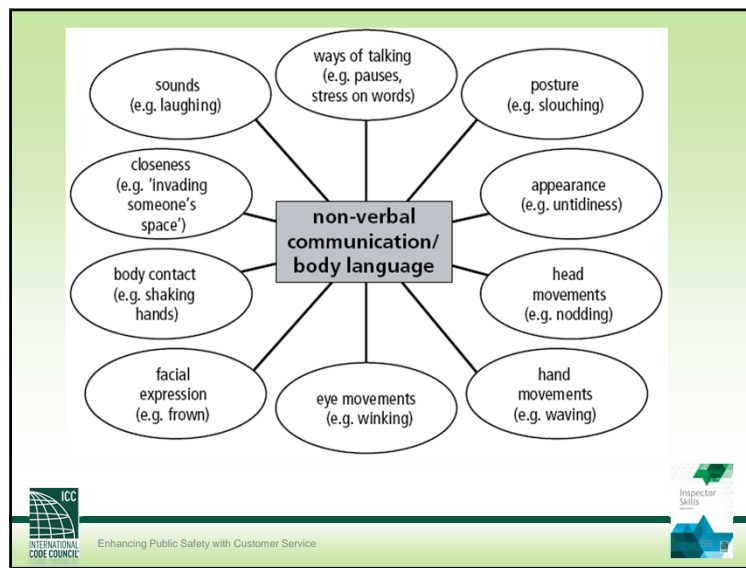 ways of talking
(e.g. pauses,
stress on words)
sounds
(e.g. laughing)
posture
(e.g. slouching)
closeness
(e.g. 'invading
someone's
space')
appearance
(e.g. untidiness)
non-verbal
communication/
body language
body contact
(e.g. shaking
hands)
head
movements
(e.g. nodding)
facial
expression
(e.g. frown)
eye movements
(e.g. winking)
hand
movements
(e.g. waving)
ICC
INTERNATIONAL
CODE COUNCIL
Enhancing Public Safety with Customer Service
Inspector
Skills